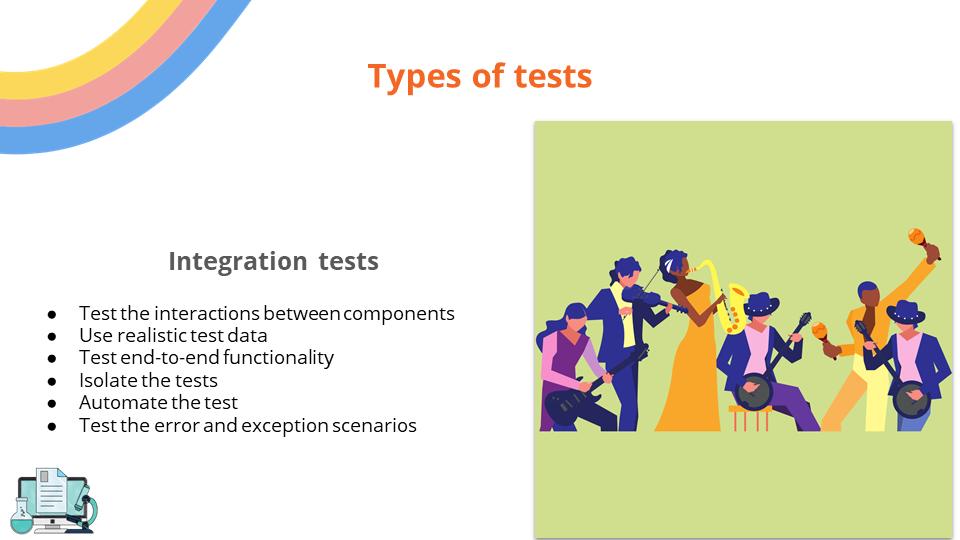 Types of tests
Integration tests
● Test the interactions between components
● Use realistic test data
● Test end-to-end functionality
● Isolate the tests
● Automate the test
● Test the error and exception scenarios